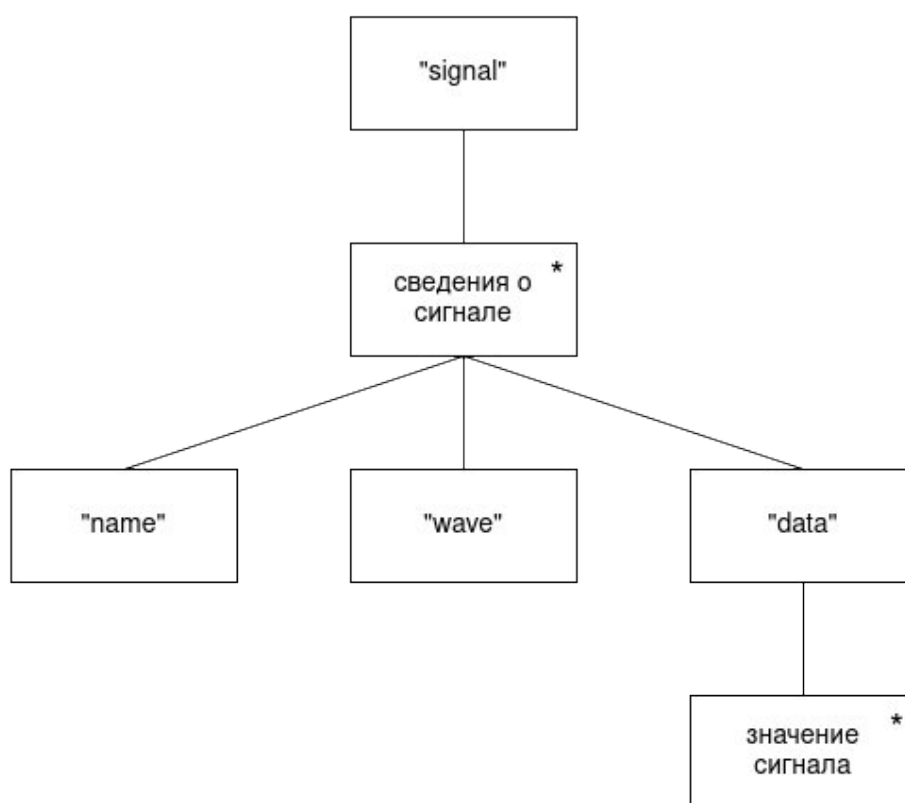 "signal"
сведения о *
сигнале
"name"
"wave"
"data"
значение *
сигнала